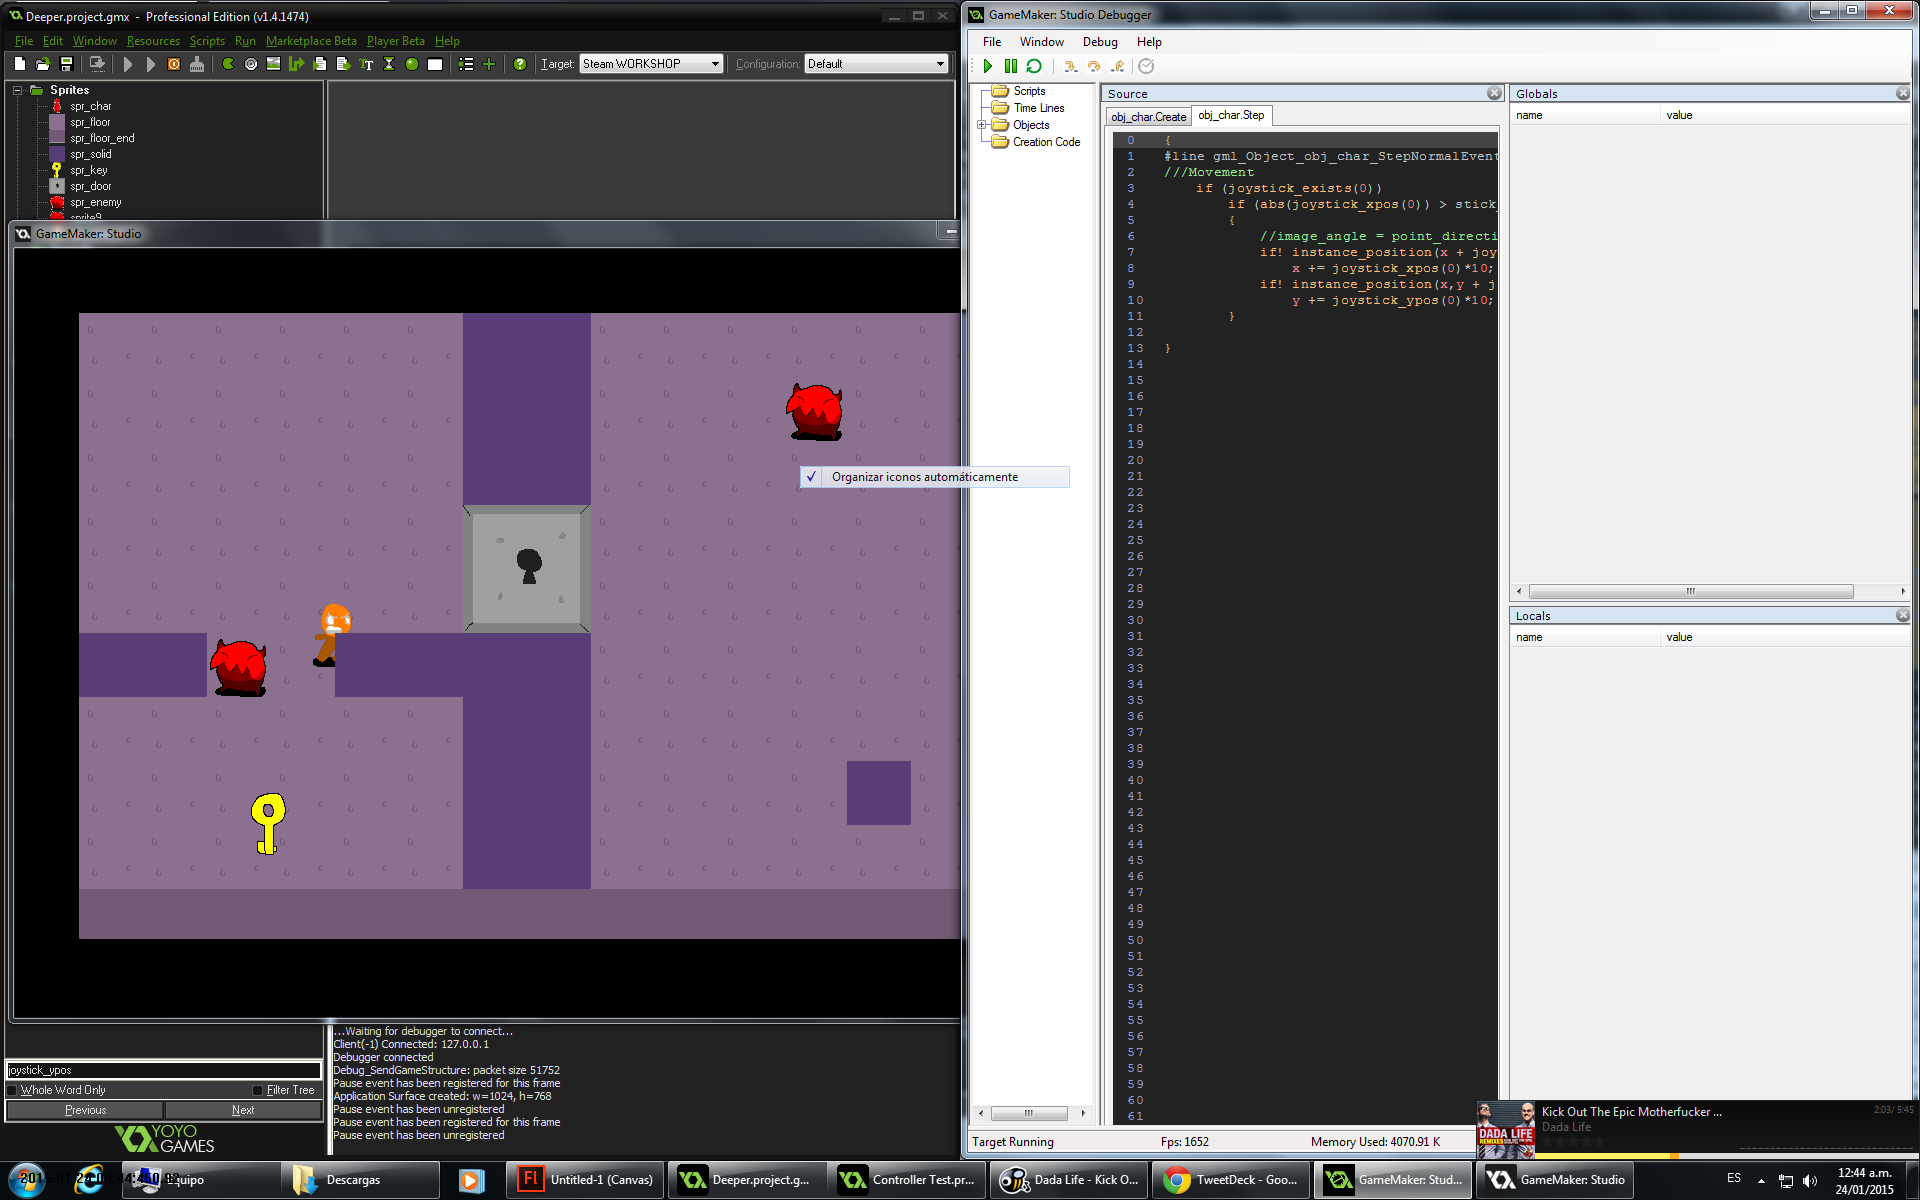 Deeper.project.gmx - Professional Edition (v1.4.1474)
File Edit Window Resources Scripts Run Marketplace Beta Player Beta Help
Target: Steam WORKSHOP Configuration: Default
Sprites
spr_char
spr_floor
spr_floor_end
spr_solid
spr_key
spr_door
spr_enemy
sprite9
GameMaker: Studio
Organizar iconos automáticamente
...Waiting for debugger to connect...
Client(-1) Connected: 127.0.0.1
Debugger connected
Debug_SendGameStructure: packet size 51752
Pause event has been registered for this frame
Application Surface created: w=1024, h=768
Pause event has been unregistered
Pause event has been registered for this frame
Pause event has been unregistered
joystick_ypos
Whole Word Only Filter Tree
Previous Next
YOYO
GAMES
GameMaker: Studio Debugger
File Window Debug Help
Scripts
Time Lines
Objects
Creation Code
Source
obj_char.Create obj_char.Step
0 {
1 #line gml_Object_obj_char_StepNormalEvent
2 ///Movement
3 if (joystick_exists(0))
4 if (abs(joystick_xpos(0)) > stick_
5 {
6 //image_angle = point_directi
7 if! instance_position(x + joy
8 x += joystick_xpos(0)*10;
9 if! instance_position(x,y + j
10 y += joystick_ypos(0)*10;
11 }
12
13 }
14
15
16
17
18
19
20
21
22
23
24
25
26
27
28
29
30
31
32
33
34
35
36
37
38
39
40
41
42
43
44
45
46
47
48
49
50
51
52
53
54
55
56
57
58
59
60
61
Globals
name value
Locals
name value
Target Running Fps: 1652 Memory Used: 4070.91 K
DADA LIFE
Kick Out The Epic Motherfucker ...
Dada Life
2:03/ 5:45
Equipo
Descargas
Untitled-1 (Canvas)
Deeper.project.g...
Controller Test.pr...
Dada Life - Kick O...
TweetDeck - Goo...
GameMaker: Stud...
GameMaker: Studio
ES
12:44 a.m.
24/01/2015